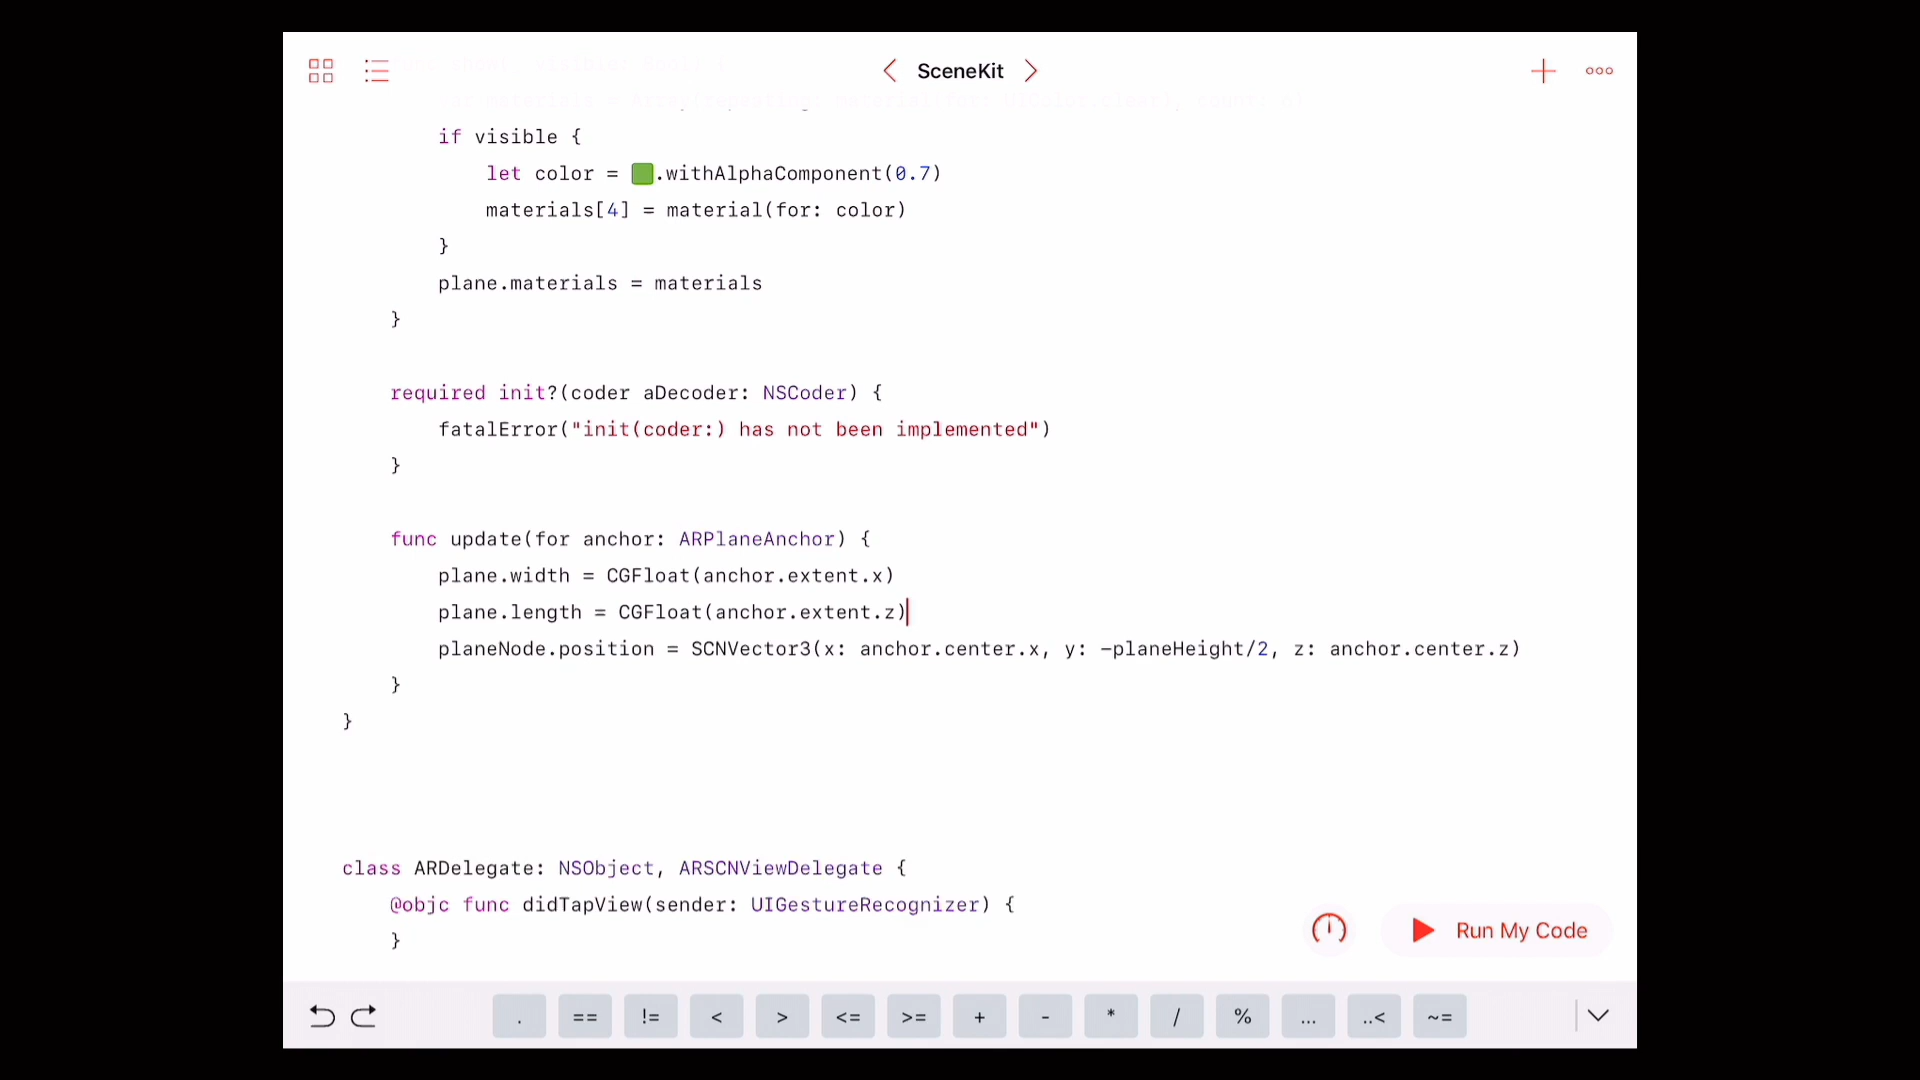 SceneKit
if visible {
let color = .withAlphaComponent(0.7)
materials[4] = material(for: color)
}
plane.materials = materials
}
required init?(coder aDecoder: NSCoder) {
fatalError("init(coder:) has not been implemented")
}
func update(for anchor: ARPlaneAnchor) {
plane.width = CGFloat(anchor.extent.x)
plane.length = CGFloat(anchor.extent.z)
planeNode.position = SCNVector3(x: anchor.center.x, y: -planeHeight/2, z: anchor.center.z)
}
}
class ARDelegate: NSObject, ARSCNViewDelegate {
@objc func didTapView(sender: UIGestureRecognizer) {
}
Run My Code
. == != < > <= >= + - * / % ... ..< ~=